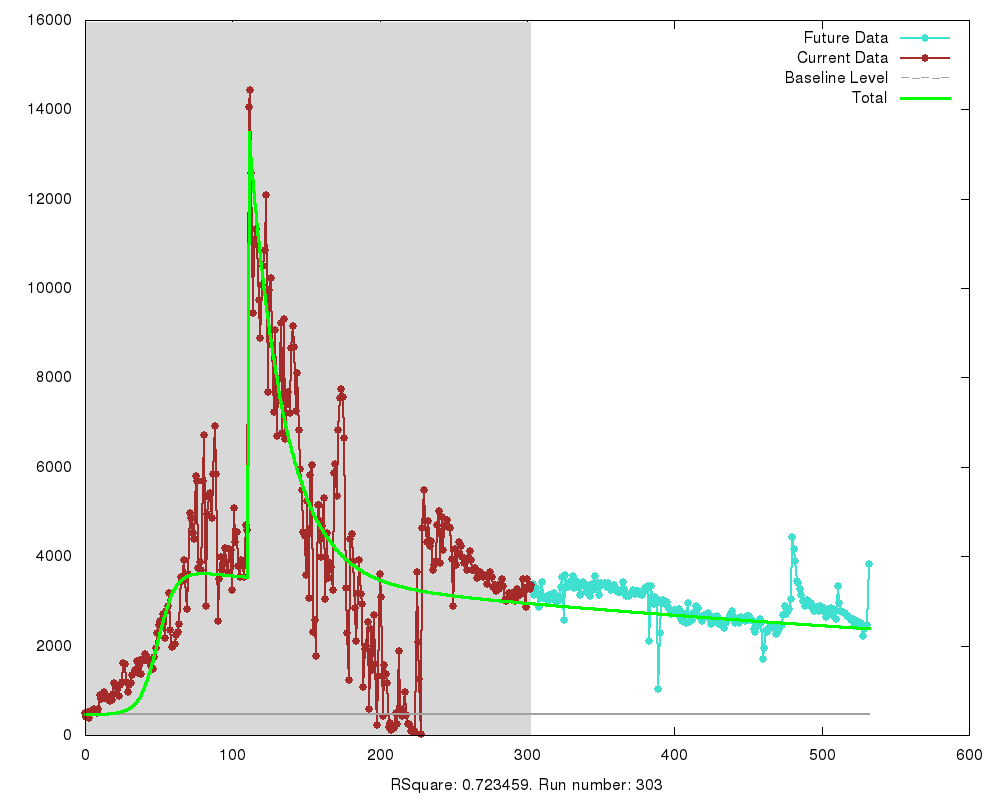 16000
14000
12000
10000
8000
6000
4000
2000
0
Future Data
Current Data
Baseline Level
Total
0 100 200 300 400 500 600
RSquare: 0.723459. Run number: 303